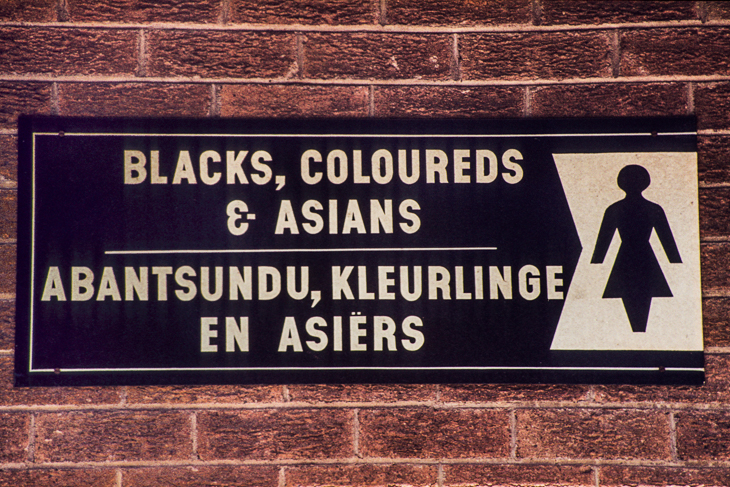 BLACKS, COLOUREDS
& ASIANS
ABANTSUNDU, KLEURLINGE
EN ASIËRS